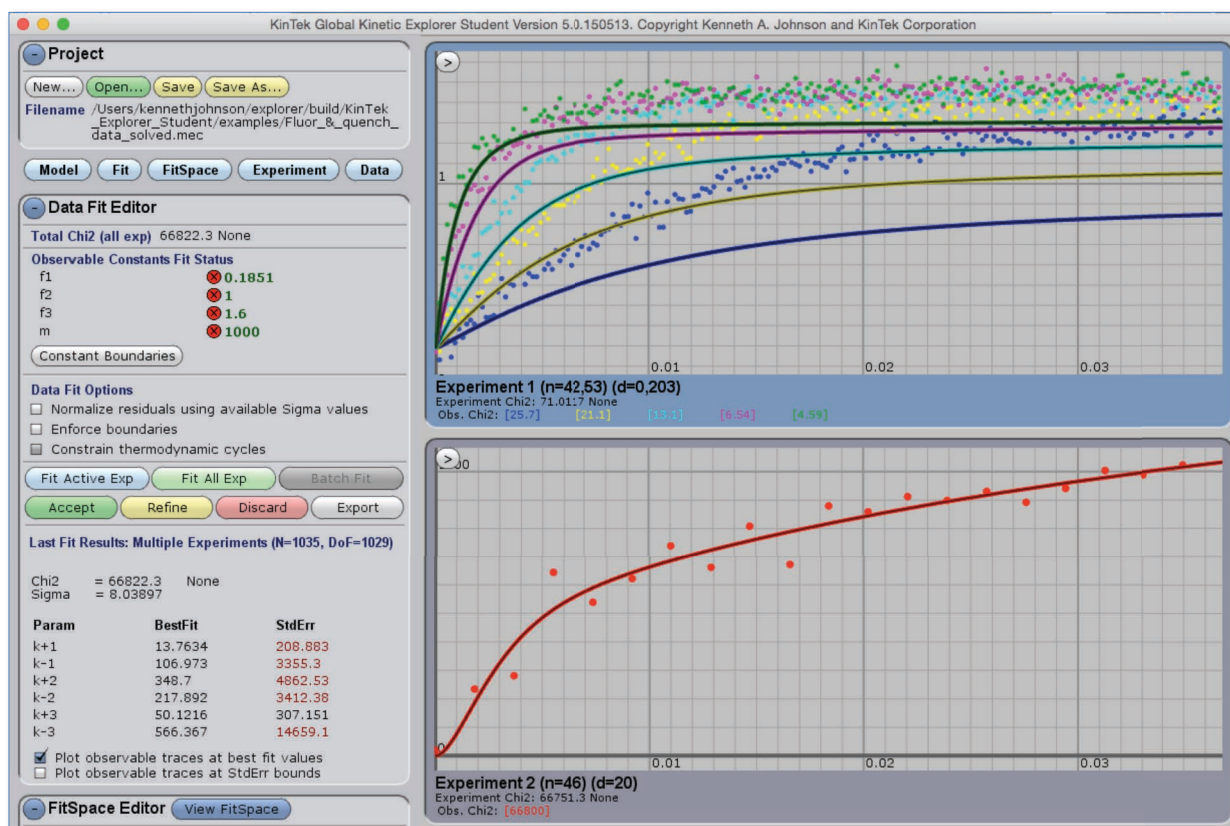 KinTek Global Kinetic Explorer Student Version 5.0.150513. Copyright Kenneth A. Johnson and KinTek Corporation
- Project
New... Open... Save Save As...
Filename /Users/kennethjohnson/explorer/build/KinTek
_Explorer_Student/examples/Fluor_&_quench_
data_solved.mec
Model Fit FitSpace Experiment Data
- Data Fit Editor
Total Chi2 (all exp) 66822.3 None
Observable Constants Fit Status
f1 0.1851
f2 1
f3 1.6
m 1000
Constant Boundaries
Data Fit Options
Normalize residuals using available Sigma values
Enforce boundaries
Constrain thermodynamic cycles
Fit Active Exp Fit All Exp Batch Fit
Accept Refine Discard Export
Last Fit Results: Multiple Experiments (N=1035, DoF=1029)
Chi2 = 66822.3 None
Sigma = 8.03897
Param BestFit StdErr
k+1 13.7634 208.883
k-1 106.973 3355.3
k+2 348.7 4862.53
k-2 217.892 3412.38
k+3 50.1216 307.151
k-3 566.367 14659.1
Plot observable traces at best fit values
Plot observable traces at StdErr bounds
- FitSpace Editor View FitSpace
>
1
0.01 0.02 0.03
Experiment 1 (n=42,53) (d=0,203)
Experiment Chi2: 71.0117 None
Obs. Chi2: [25.7] [21.1] [13.1] [6.54] [4.59]
>
0
0.01 0.02 0.03
Experiment 2 (n=46) (d=20)
Experiment Chi2: 66751.3 None
Obs. Chi2: [66800]